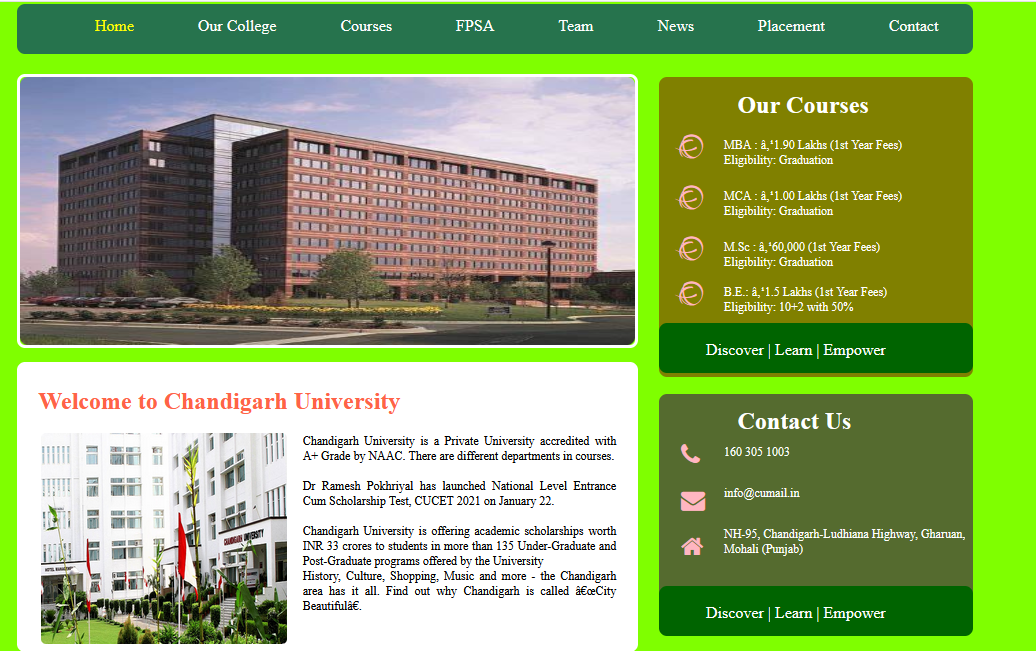 Home Our College Courses FPSA Team News Placement Contact
Our Courses
MBA : â‚¹1.90 Lakhs (1st Year Fees)
Eligibility: Graduation
MCA : â‚¹1.00 Lakhs (1st Year Fees)
Eligibility: Graduation
M.Sc : â‚¹60,000 (1st Year Fees)
Eligibility: Graduation
B.E.: â‚¹1.5 Lakhs (1st Year Fees)
Eligibility: 10+2 with 50%
Discover | Learn | Empower
Welcome to Chandigarh University
CHANDIGARH UNIVERSITY
HOTEL MANAGEMENT
Chandigarh University is a Private University accredited with
A+ Grade by NAAC. There are different departments in courses.
Dr Ramesh Pokhriyal has launched National Level Entrance
Cum Scholarship Test, CUCET 2021 on January 22.
Chandigarh University is offering academic scholarships worth
INR 33 crores to students in more than 135 Under-Graduate and
Post-Graduate programs offered by the University
History, Culture, Shopping, Music and more - the Chandigarh
area has it all. Find out why Chandigarh is called â€œCity
Beautifulâ€.
Contact Us
160 305 1003
info@cumail.in
NH-95, Chandigarh-Ludhiana Highway, Gharuan,
Mohali (Punjab)
Discover | Learn | Empower